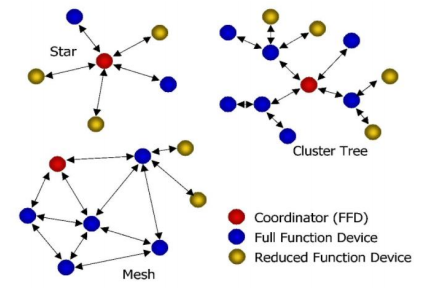 Star
Cluster Tree
Mesh
Coordinator (FFD)
Full Function Device
Reduced Function Device